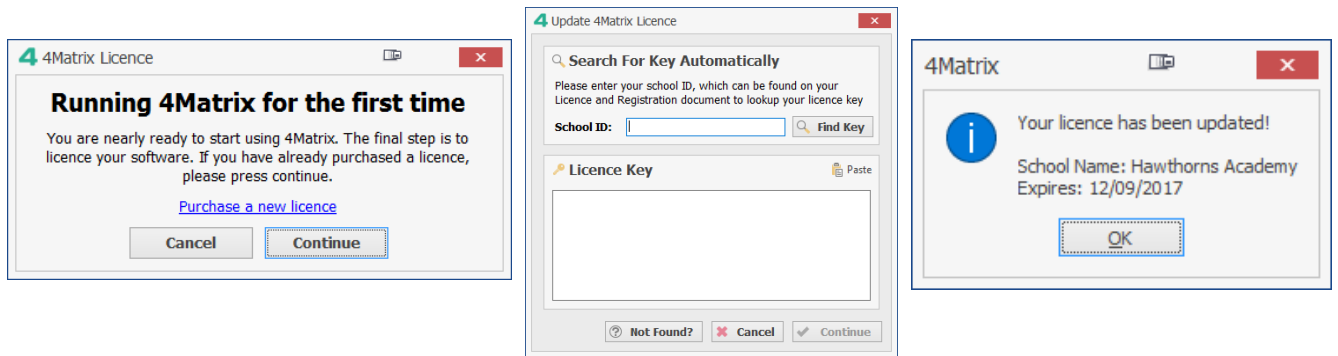 4 4Matrix Licence
Running 4Matrix for the first time
You are nearly ready to start using 4Matrix. The final step is to
licence your software. If you have already purchased a licence,
please press continue.
Purchase a new licence
Cancel Continue
4 Update 4Matrix Licence
Search For Key Automatically
Please enter your school ID, which can be found on your
Licence and Registration document to lookup your licence key
School ID: Find Key
Licence Key Paste
Not Found? Cancel Continue
4Matrix
Your licence has been updated!
School Name: Hawthorns Academy
Expires: 12/09/2017
OK